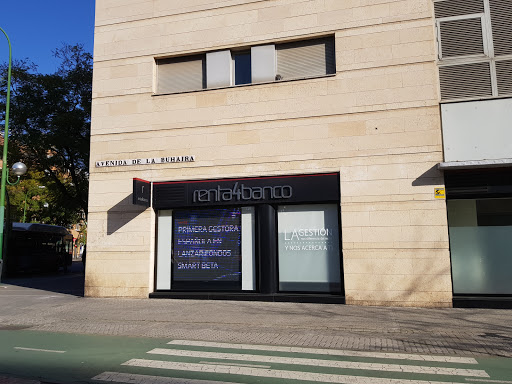 AVENIDA DE LA BUHAIRA
renta4banco
PRIMERA GESTORA
ESPAÑOLA EN
LANZAR FONDOS
SMART BETA
LA GESTIÓN
Y NOS ACERCA A